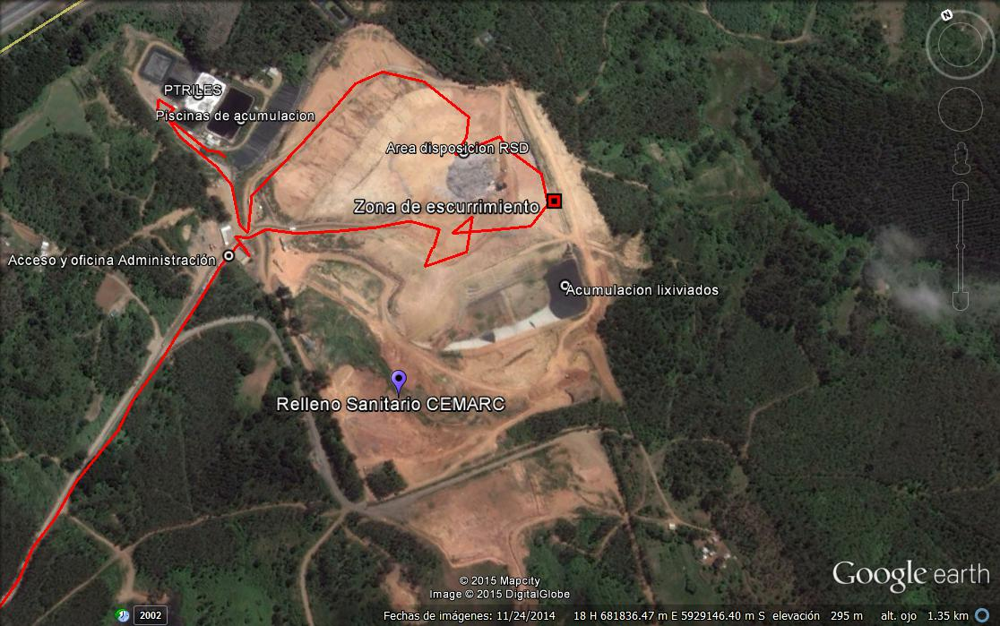 N
PTRILES
Piscinas de acumulacion
Area disposicion RSD
Zona de escurrimiento
Acceso y oficina Administración
Acumulacion lixiviados
Relleno Sanitario CEMARC
© 2015 Mapcity
Image © 2015 DigitalGlobe
Google earth
2002
Fechas de imágenes: 11/24/2014 18 H 681836.47 m E 5929146.40 m S elevación 295 m alt. ojo 1.35 km